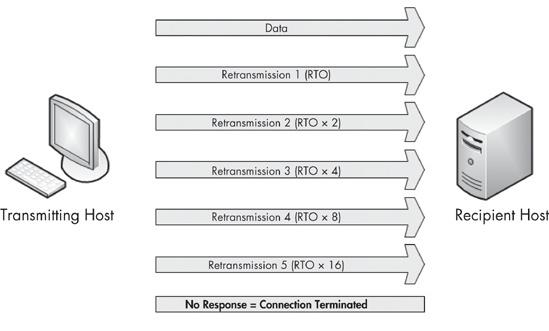 Data
Retransmission 1 (RTO)
Retransmission 2 (RTO × 2)
Retransmission 3 (RTO × 4)
Retransmission 4 (RTO × 8)
Retransmission 5 (RTO × 16)
No Response = Connection Terminated
Transmitting Host
Recipient Host